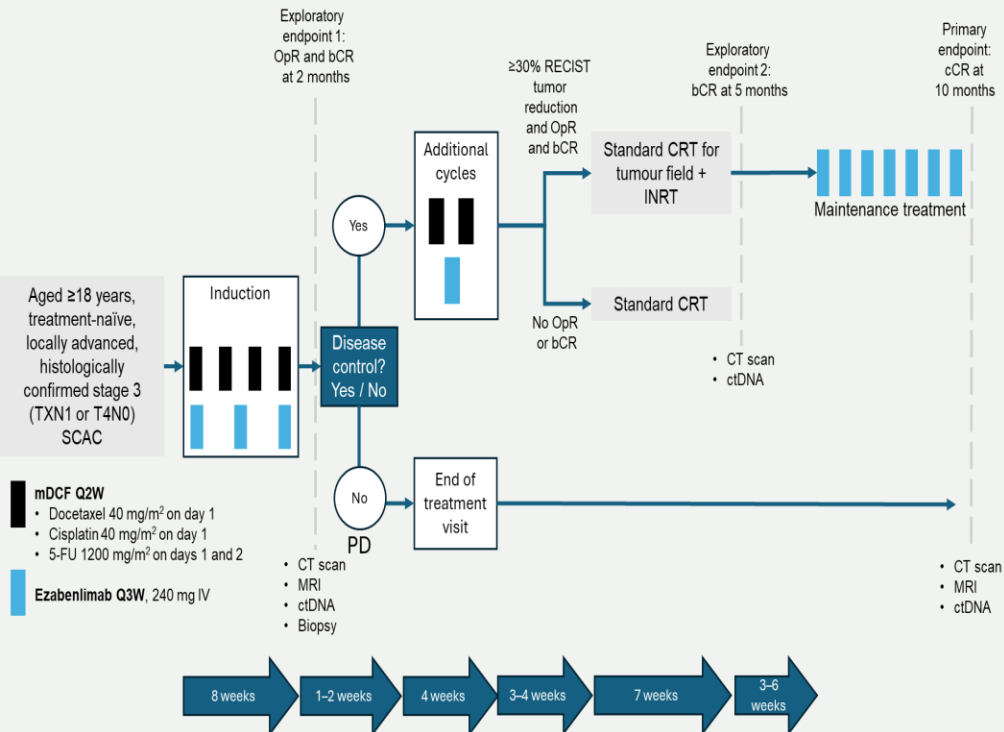 Exploratory
endpoint 1:
OpR and bCR
at 2 months
≥30% RECIST
tumor
reduction
and OpR
and bCR
Exploratory
endpoint 2:
bCR at 5 months
Primary
endpoint:
cCR at
10 months
Additional
cycles
Standard CRT for
tumour field +
INRT
Maintenance treatment
Yes
Aged ≥18 years,
treatment-naïve,
locally advanced,
histologically
confirmed stage 3
(TXN1 or T4N0)
SCAC
Induction
Disease
control?
Yes / No
No OpR
or bCR
Standard CRT
• CT scan
• ctDNA
No
PD
End of
treatment
visit
mDCF Q2W
• Docetaxel 40 mg/m² on day 1
• Cisplatin 40 mg/m² on day 1
• 5-FU 1200 mg/m² on days 1 and 2
Ezabenlimab Q3W, 240 mg IV
• CT scan
• MRI
• ctDNA
• Biopsy
• CT scan
• MRI
• ctDNA
8 weeks
1–2 weeks
4 weeks
3–4 weeks
7 weeks
3–6
weeks